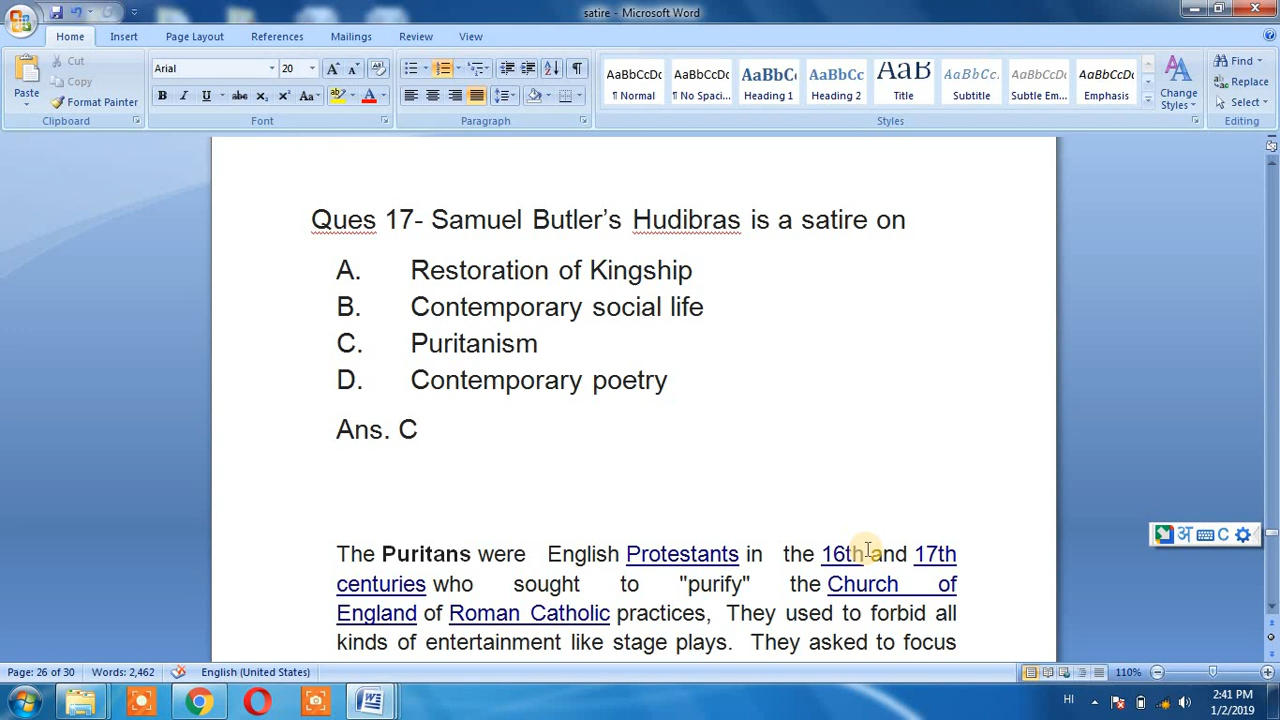 satire - Microsoft Word
Home Insert Page Layout References Mailings Review View
Cut
Copy
Format Painter
Paste
Clipboard
Arial 20
Font
Paragraph
AaBbCcDc AaBbCcDc AaBbCc AaBbCc AaB AaBbCc. AaBbCcDc AaBbCcDc
¶ Normal ¶ No Spaci... Heading 1 Heading 2 Title Subtitle Subtle Em... Emphasis
Change Styles
Styles
Find
Replace
Select
Editing
Ques 17- Samuel Butler’s Hudibras is a satire on
A. Restoration of Kingship
B. Contemporary social life
C. Puritanism
D. Contemporary poetry
Ans. C
The Puritans were English Protestants in the 16th and 17th
centuries who sought to "purify" the Church of
England of Roman Catholic practices, They used to forbid all
kinds of entertainment like stage plays. They asked to focus
अ C
Page: 26 of 30 Words: 2,462 English (United States) 110%
HI 2:41 PM
1/2/2019